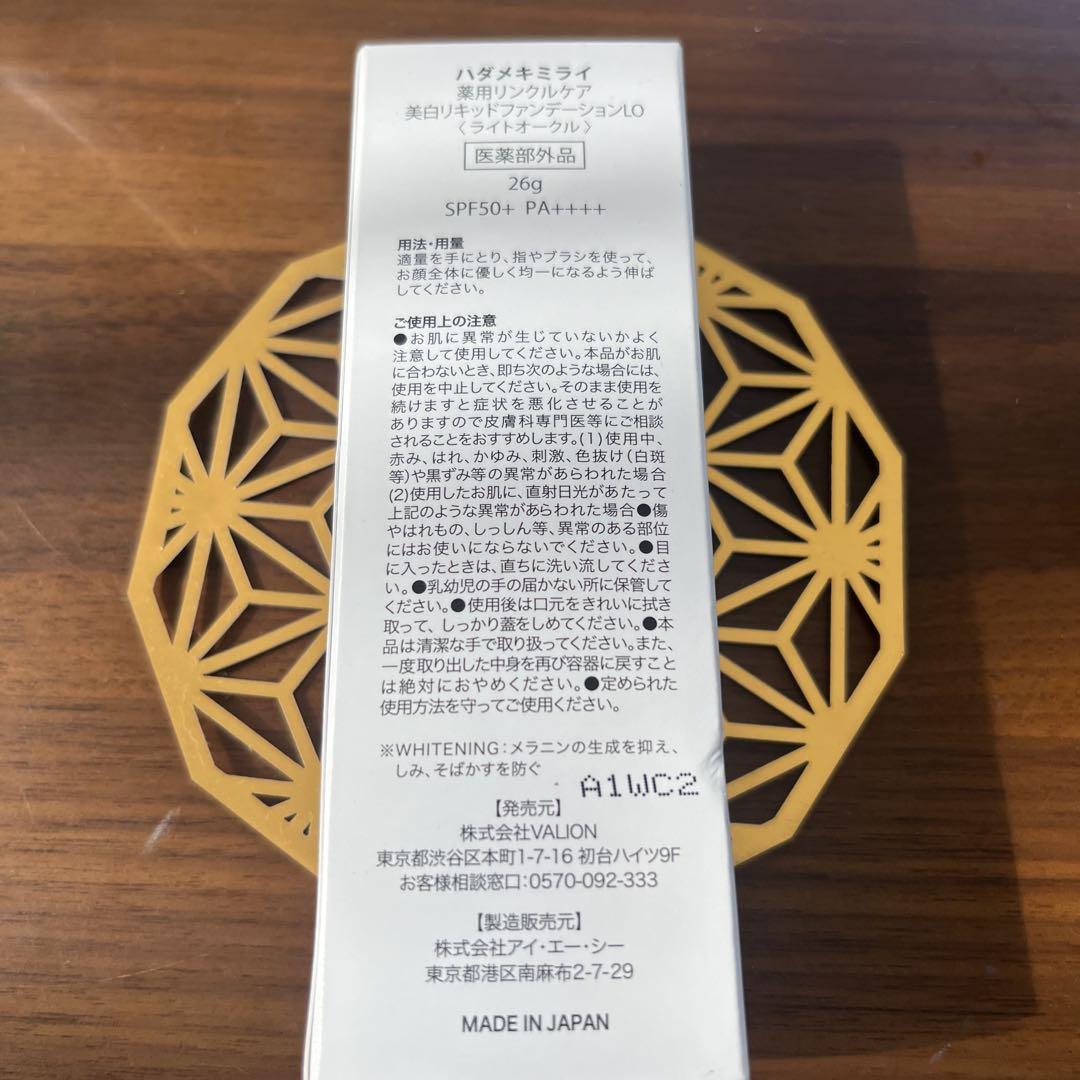 ハダメキミライ
薬用リンクルケア
美白リキッドファンデーションLO
〈ライトオークル〉
医薬部外品
26g
SPF50+ PA++++
用法・用量
適量を手にとり、指やブラシを使って、
お顔全体に優しく均一になるよう伸ば
してください。
ご使用上の注意
●お肌に異常が生じていないかよく
注意して使用してください。本品がお肌
に合わないとき、即ち次のような場合には、
使用を中止してください。そのまま使用を
続けますと症状を悪化させることが
ありますので皮膚科専門医等にご相談
されることをおすすめします。(1)使用中、
赤み、はれ、かゆみ、刺激、色抜け(白斑
等)や黒ずみ等の異常があらわれた場合
(2)使用したお肌に、直射日光があたって
上記のような異常があらわれた場合●傷
やはれもの、しっしん等、異常のある部位
にはお使いにならないでください。●目
に入ったときは、直ちに洗い流してくださ
い。●乳幼児の手の届かない所に保管して
ください。●使用後は口元をきれいに拭き
取って、しっかり蓋をしめてください。●本
品は清潔な手で取り扱ってください。また、
一度取り出した中身を再び容器に戻すこと
は絶対におやめください。●定められた
使用方法を守ってご使用ください。
※WHITENING:メラニンの生成を抑え、
しみ、そばかすを防ぐ
A1WC2
【発売元】
株式会社VALION
東京都渋谷区本町1-7-16 初台ハイツ9F
お客様相談窓口:0570-092-333
【製造販売元】
株式会社アイ・エー・シー
東京都港区南麻布2-7-29
MADE IN JAPAN